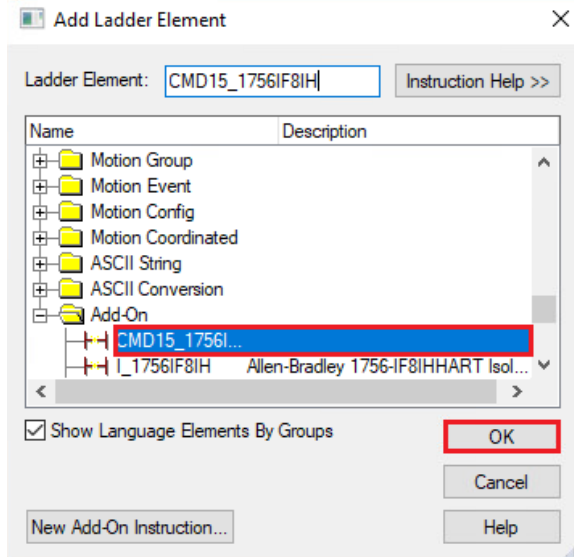 Add Ladder Element
Ladder Element: CMD15_1756IF8IH Instruction Help >>
Name Description
Motion Group
Motion Event
Motion Config
Motion Coordinated
ASCII String
ASCII Conversion
Add-On
CMD15_1756I...
I_1756IF8IH Allen-Bradley 1756-IF8IHHART Isol...
Show Language Elements By Groups
OK
Cancel
New Add-On Instruction... Help